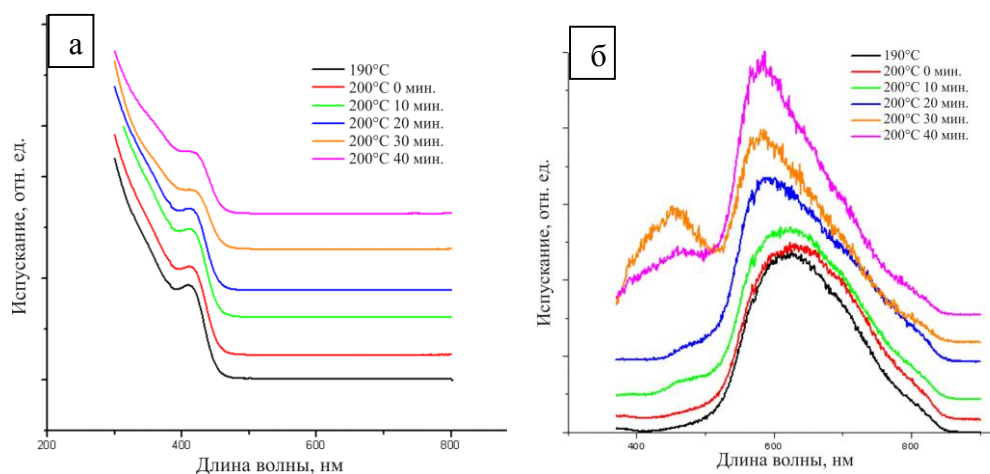 а
190°C
200°C 0 мин.
200°C 10 мин.
200°C 20 мин.
200°C 30 мин.
200°C 40 мин.
Испускание, отн. ед.
200
400
600
800
Длина волны, нм
б
190°C
200°C 0 мин.
200°C 10 мин.
200°C 20 мин.
200°C 30 мин.
200°C 40 мин.
Испускание, отн. ед.
400
600
800
Длина волны, нм